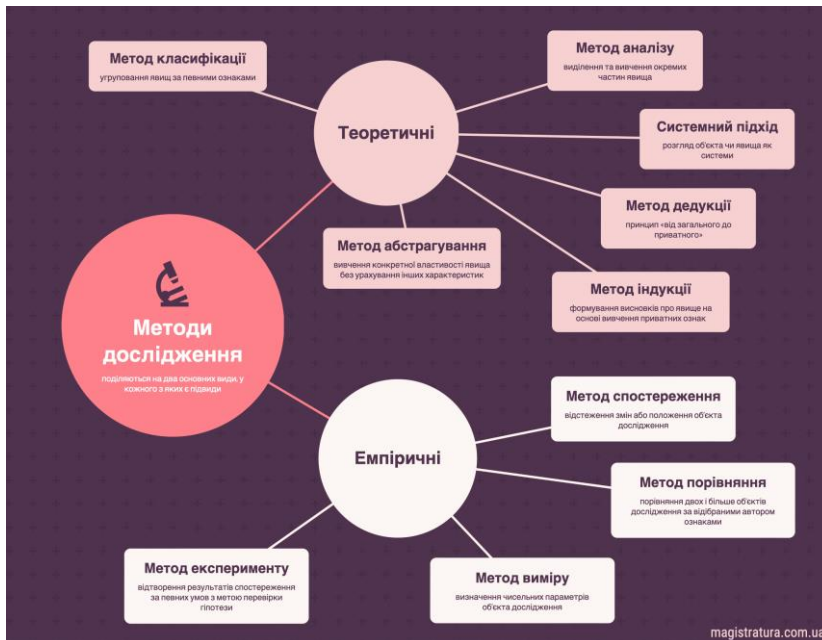 Метод класифікації
угруповання явищ за певними ознаками
Метод аналізу
виділення та вивчення окремих
частин явища
Теоретичні
Системний підхід
розгляд об'єкта чи явища як
системи
Метод дедукції
принцип «від загального до
приватного»
Метод абстрагування
вивчення конкретної властивості явища
без урахування інших характеристик
Метод індукції
формування висновків про явище на
основі вивчення приватних ознак
Методи
дослідження
поділяються на два основних види, у
кожного з яких є підвиди
Емпіричні
Метод спостереження
відстеження змін або положення об'єкта
дослідження
Метод порівняння
порівняння двох і більше об'єктів
дослідження за відібраними автором
ознаками
Метод експерименту
відтворення результатів спостереження
за певних умов з метою перевірки
гіпотези
Метод виміру
визначення чисельних параметрів
об'єкта дослідження
magistratura.com.ua